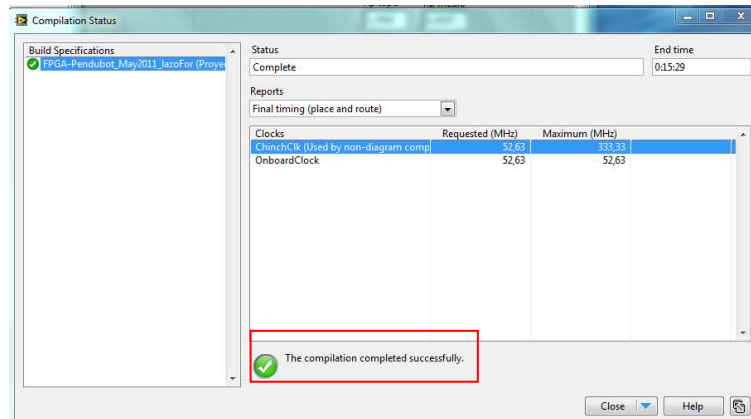 Compilation Status
Build Specifications
FPGA-Pendubot_May2011_lazoFor (Proye
Status
End time
Complete
0:15:29
Reports
Final timing (place and route)
Clocks Requested (MHz) Maximum (MHz)
ChinchClk (Used by non-diagram comp 52,63 333,33
OnboardClock 52,63 52,63
The compilation completed successfully.
Close Help